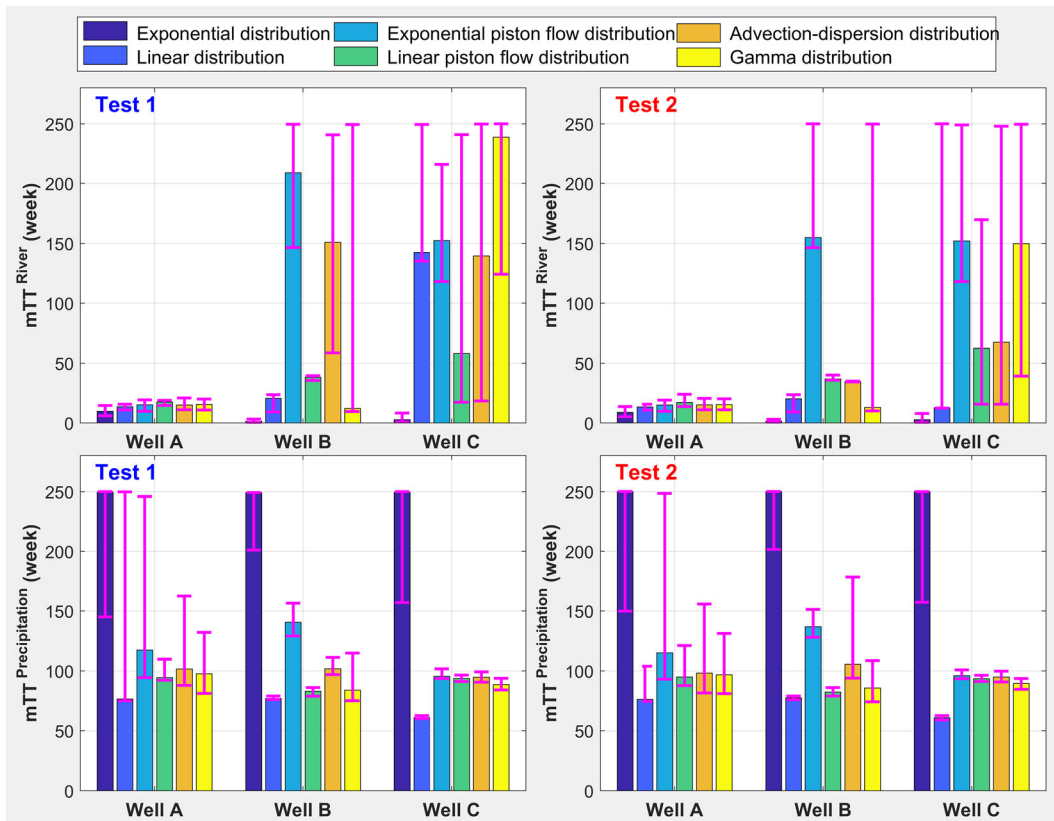 Exponential distribution Exponential piston flow distribution Advection-dispersion distribution
Linear distribution Linear piston flow distribution Gamma distribution
Test 1
250
200
150
100
50
0
mTT River (week)
Well A Well B Well C
Test 2
250
200
150
100
50
0
mTT River (week)
Well A Well B Well C
Test 1
250
200
150
100
50
0
mTT Precipitation (week)
Well A Well B Well C
Test 2
250
200
150
100
50
0
mTT Precipitation (week)
Well A Well B Well C